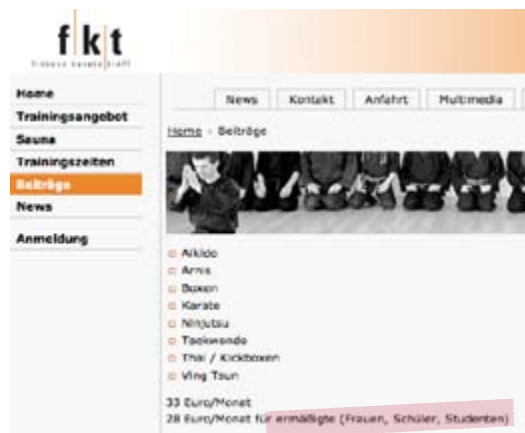 fkt
fitness karate kraft
Home
Trainingsangebot
Sauna
Trainingszeiten
Beiträge
News
Anmeldung
News
Kontakt
Anfahrt
Multimedia
Home - Beiträge
Aikido
Arnis
Boxen
Karate
Ninjutsu
Taekwondo
Thai / Kickboxen
Ving Tsun
33 Euro/Monat
28 Euro/Monat für ermäßigte (Frauen, Schüler, Studenten)